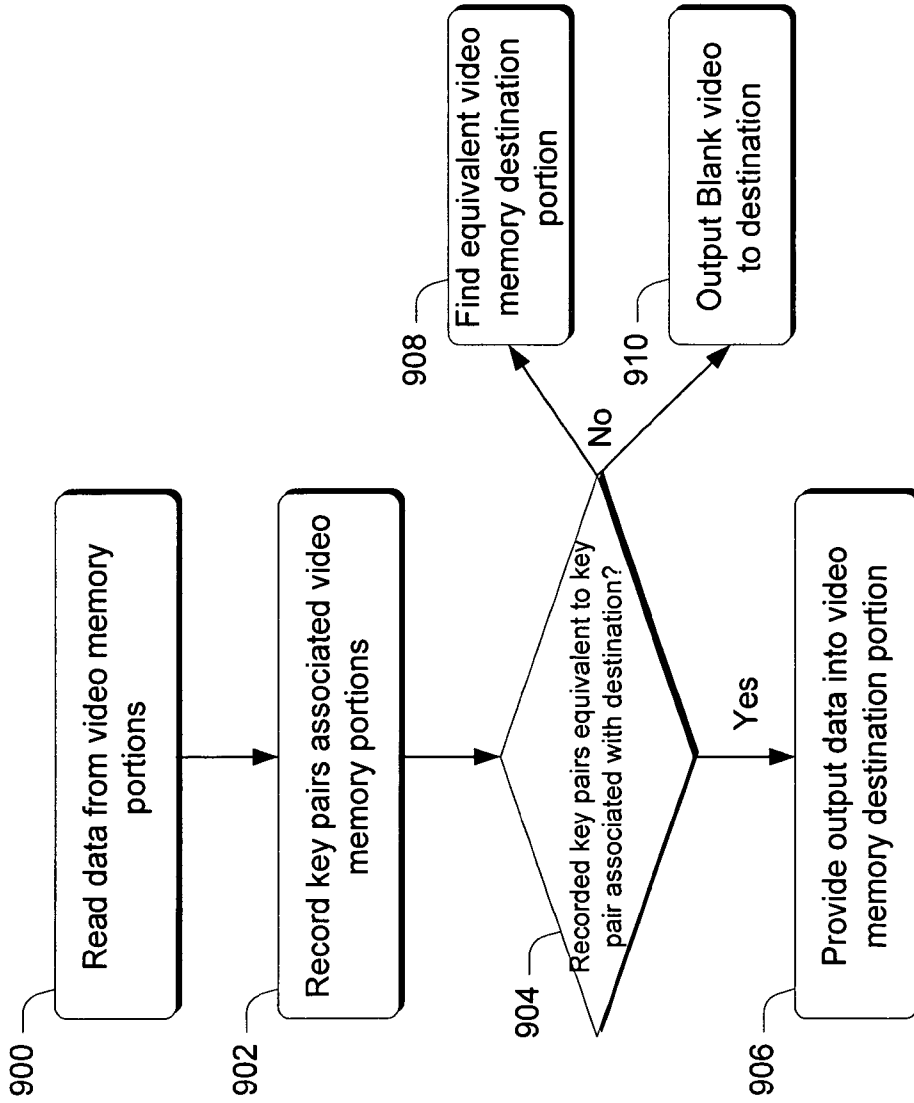 900
Read data from video memory
portions
902
Record key pairs associated video
memory portions
904
Recorded key pairs equivalent to key
pair associated with destination?
No
908
Find equivalent video
memory destination
portion
910
Output Blank video
to destination
Yes
906
Provide output data into video
memory destination portion